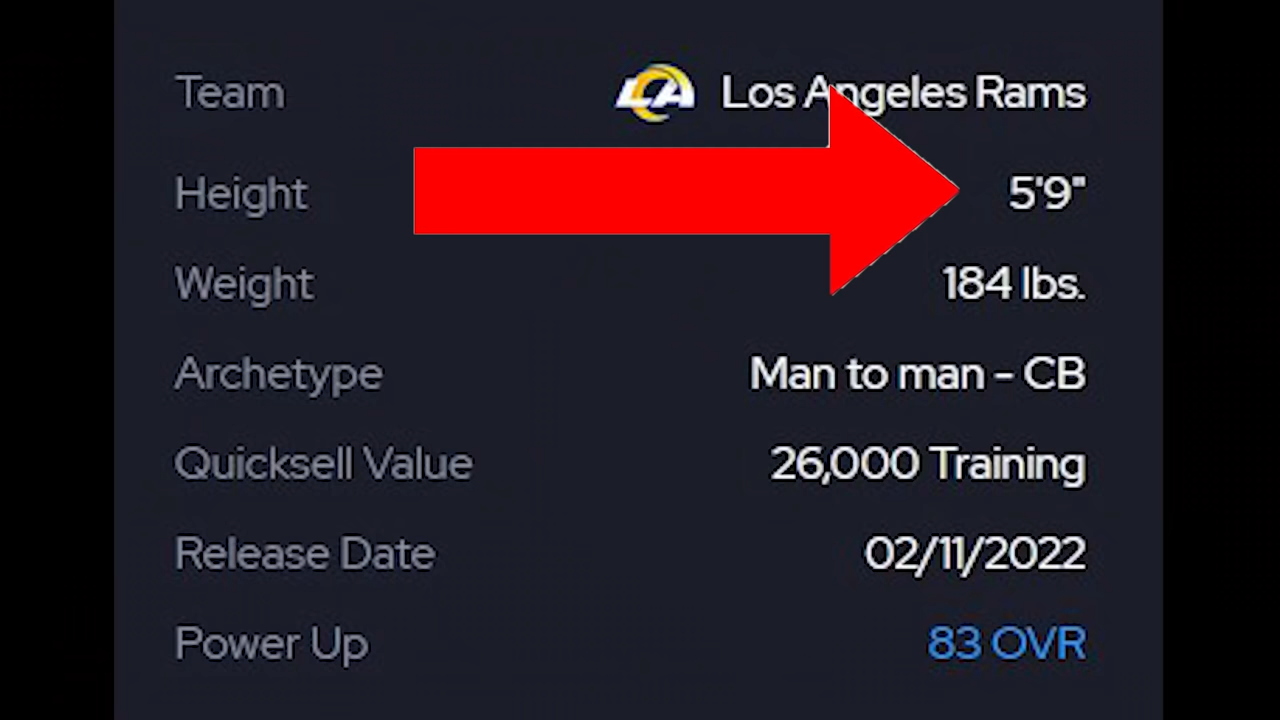 Team LA Los Angeles Rams
Height 5'9"
Weight 184 lbs.
Archetype Man to man - CB
Quicksell Value 26,000 Training
Release Date 02/11/2022
Power Up 83 OVR